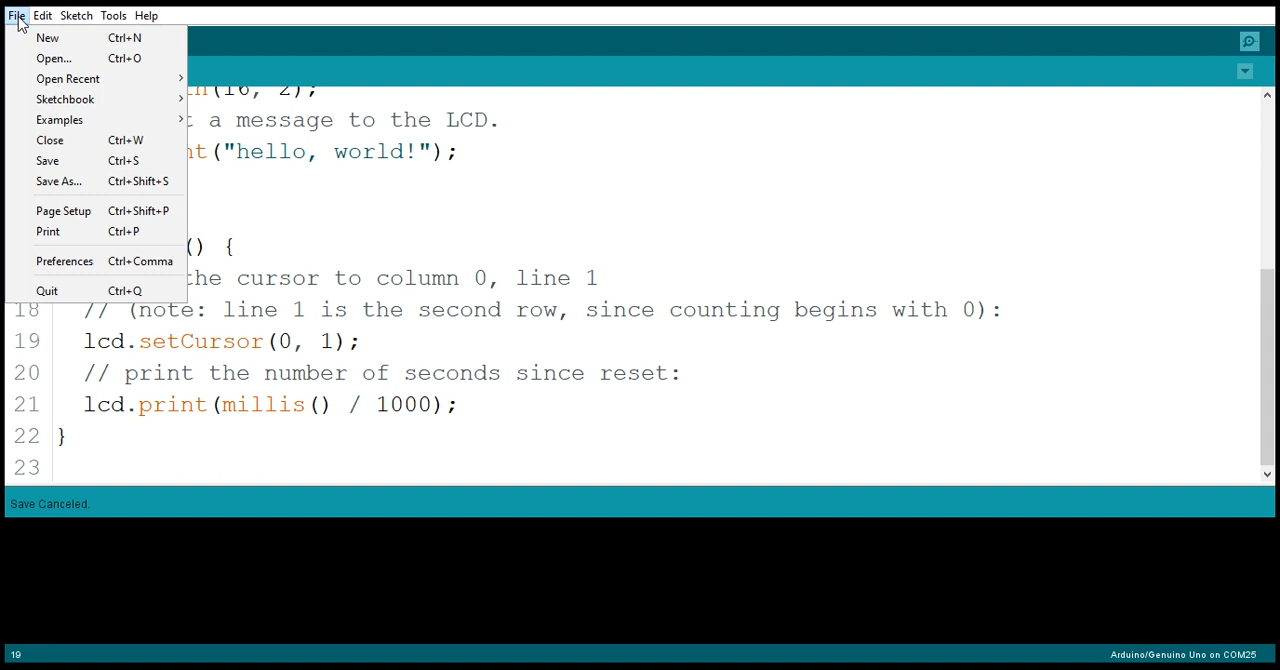 File Edit Sketch Tools Help
New Ctrl+N
Open... Ctrl+O
Open Recent
Sketchbook
Examples
Close Ctrl+W
Save Ctrl+S
Save As... Ctrl+Shift+S
Page Setup Ctrl+Shift+P
Print Ctrl+P
Preferences Ctrl+Comma
Quit Ctrl+Q
(16, 2);
a message to the LCD.
("hello, world!");
() {
the cursor to column 0, line 1
18 // (note: line 1 is the second row, since counting begins with 0):
19 lcd.setCursor(0, 1);
20 // print the number of seconds since reset:
21 lcd.print(millis() / 1000);
22 }
23
Save Canceled.
19 Arduino/Genuino Uno on COM25